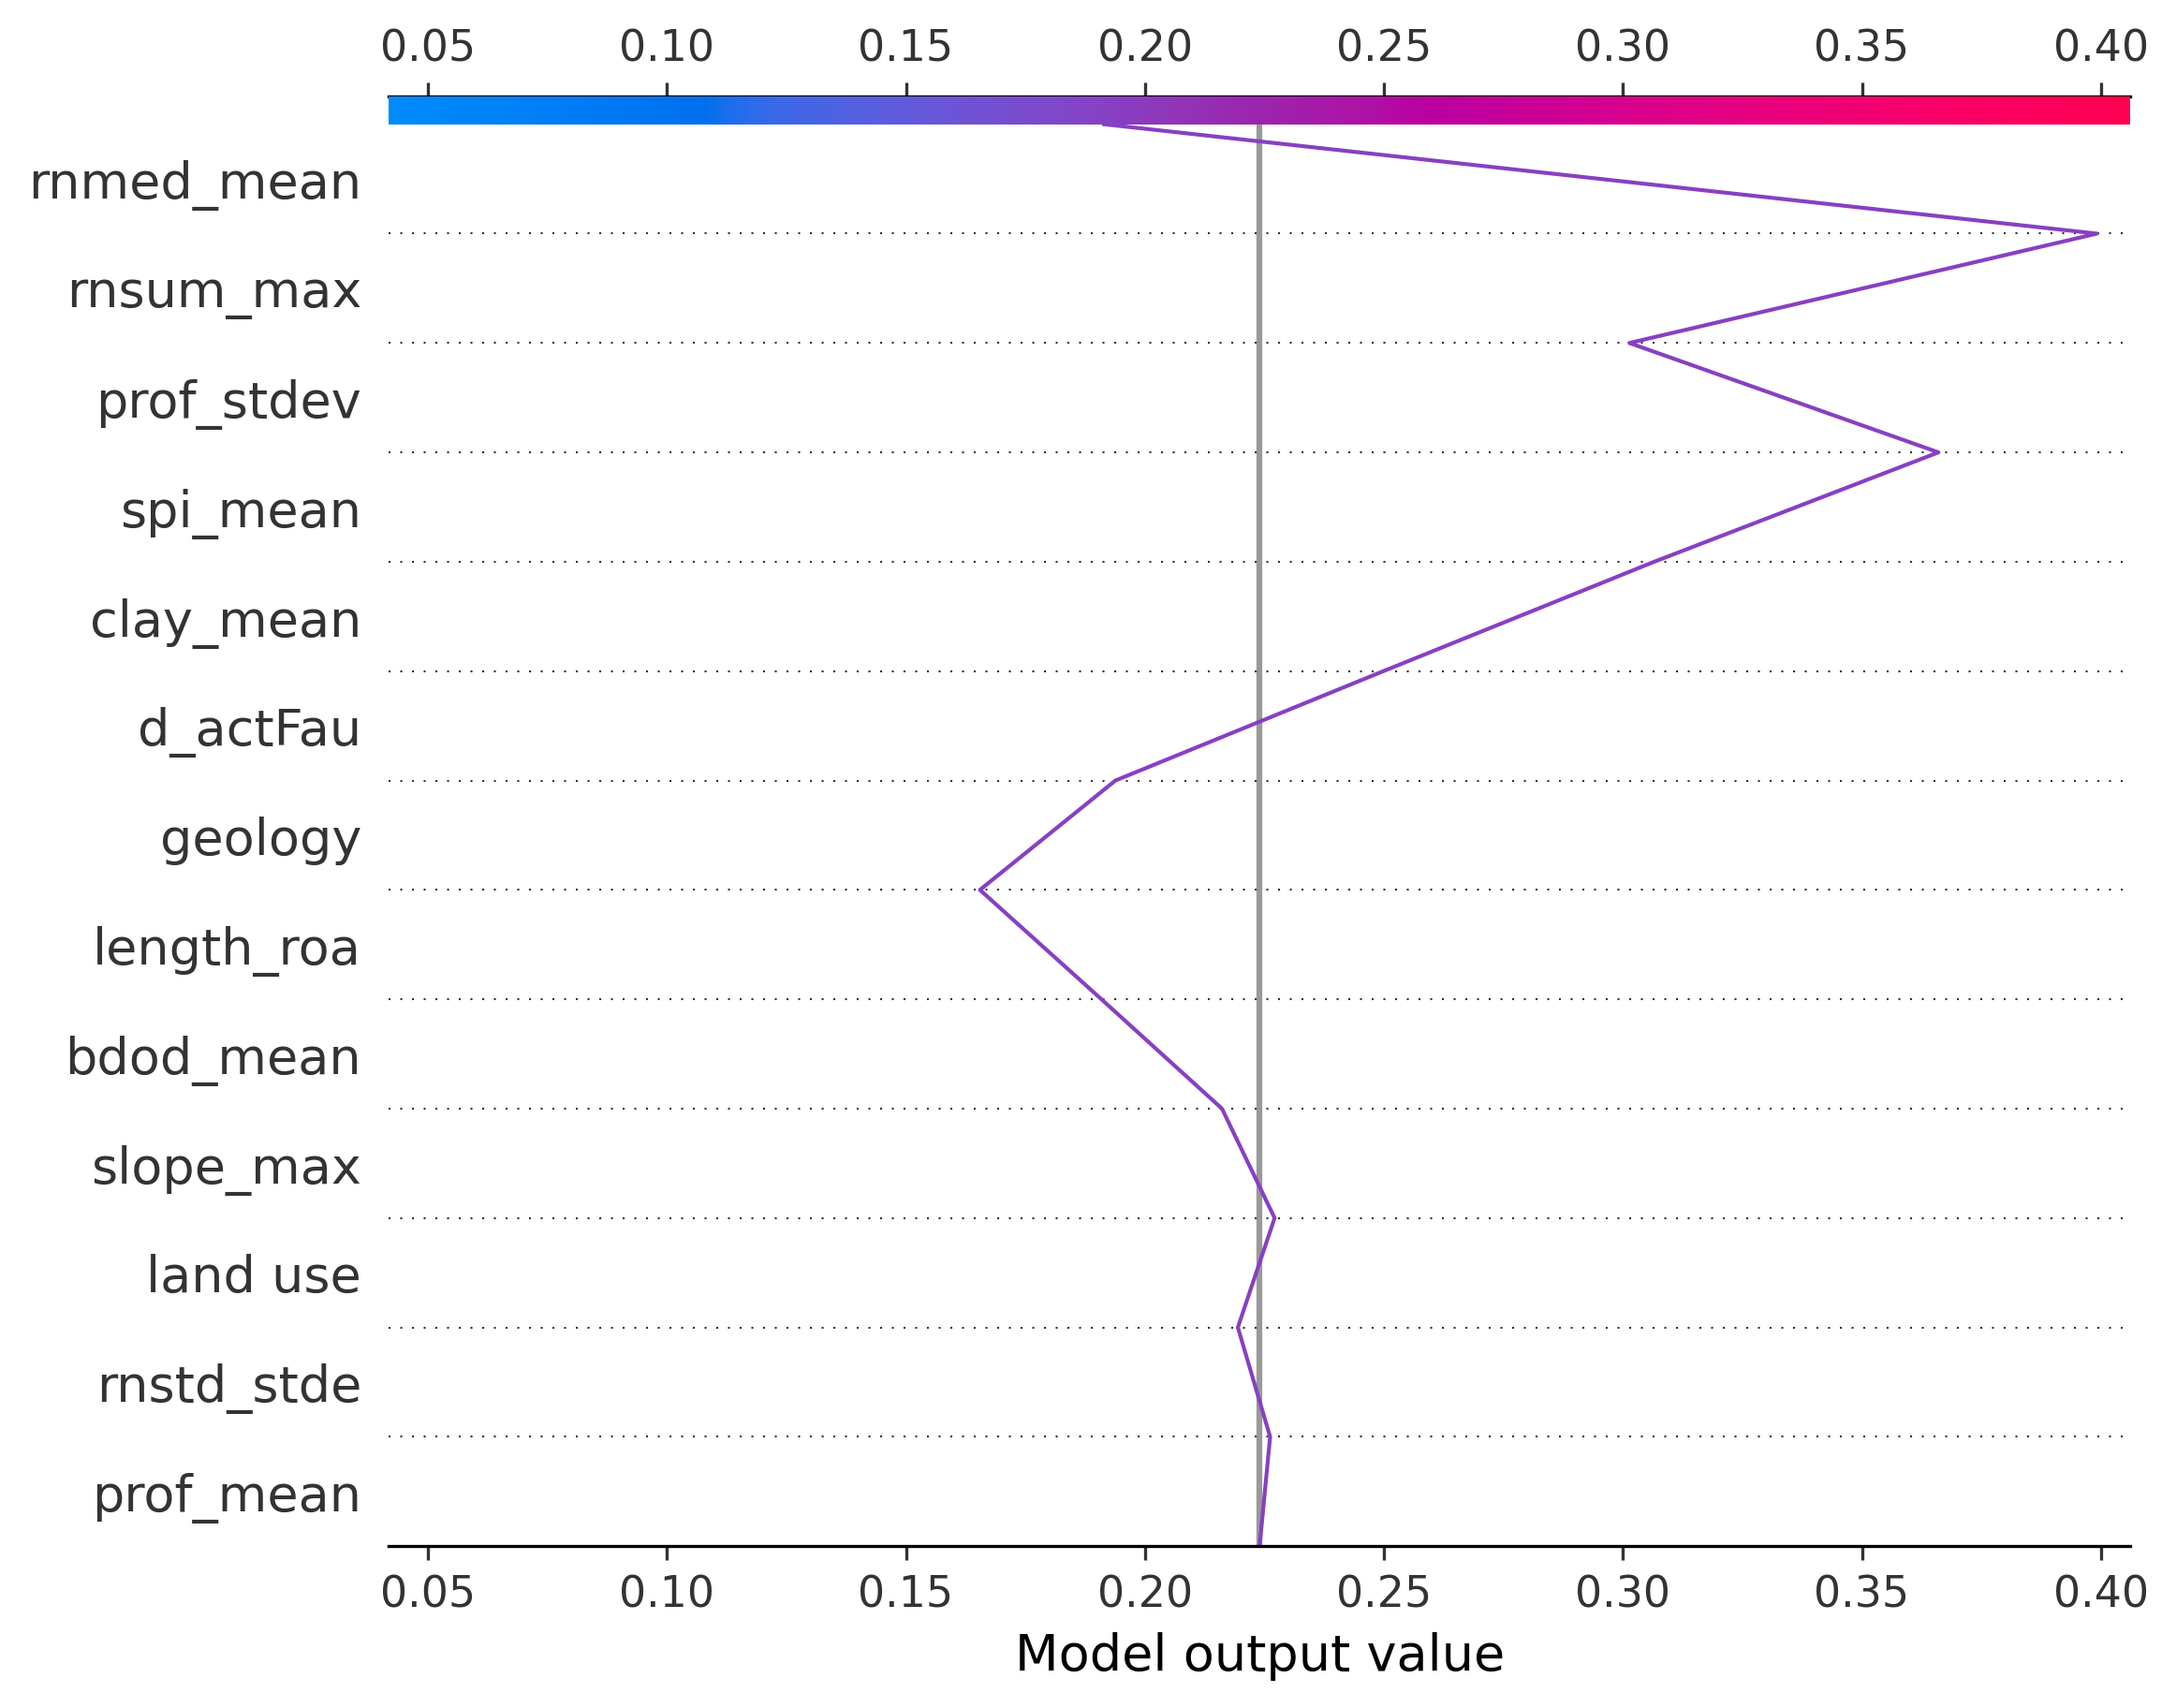 0.05 0.10 0.15 0.20 0.25 0.30 0.35 0.40
rnmed_mean
rnsum_max
prof_stdev
spi_mean
clay_mean
d_actFau
geology
length_roa
bdod_mean
slope_max
land use
rnstd_stde
prof_mean
0.05 0.10 0.15 0.20 0.25 0.30 0.35 0.40
Model output value